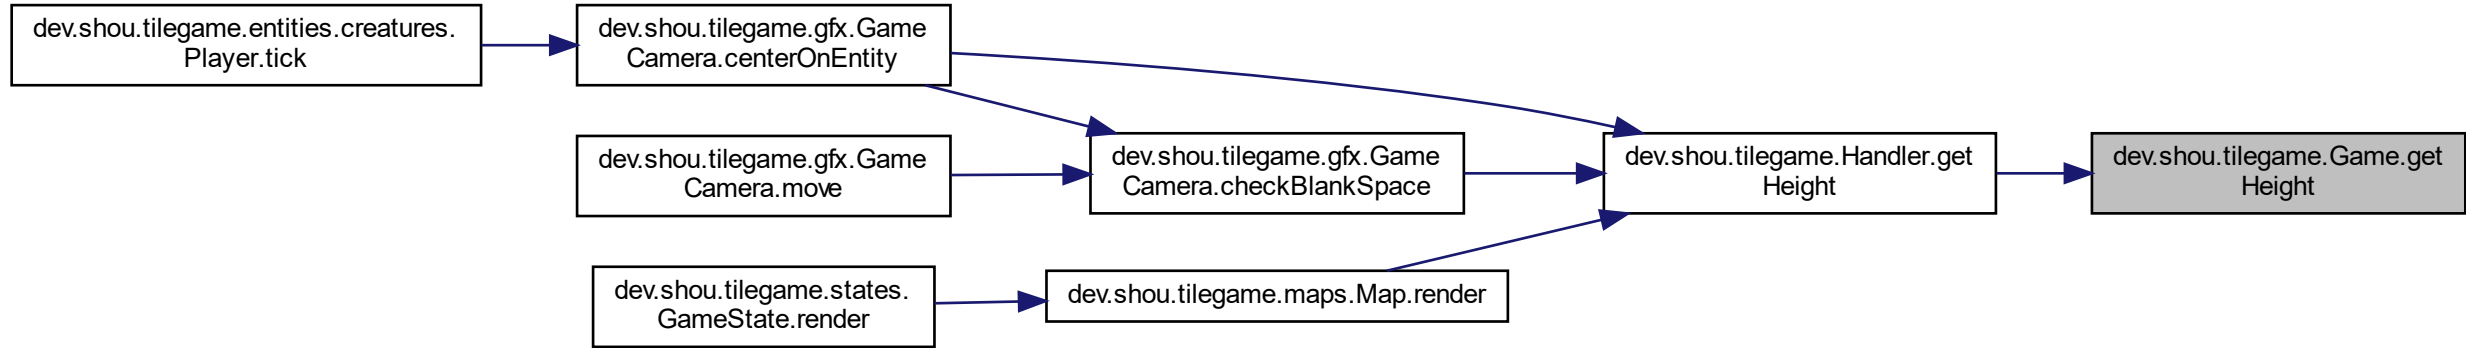 dev.shou.tilegame.entities.creatures.
Player.tick
dev.shou.tilegame.gfx.Game
Camera.centerOnEntity
dev.shou.tilegame.gfx.Game
Camera.move
dev.shou.tilegame.gfx.Game
Camera.checkBlankSpace
dev.shou.tilegame.Handler.get
Height
dev.shou.tilegame.Game.get
Height
dev.shou.tilegame.states.
GameState.render
dev.shou.tilegame.maps.Map.render